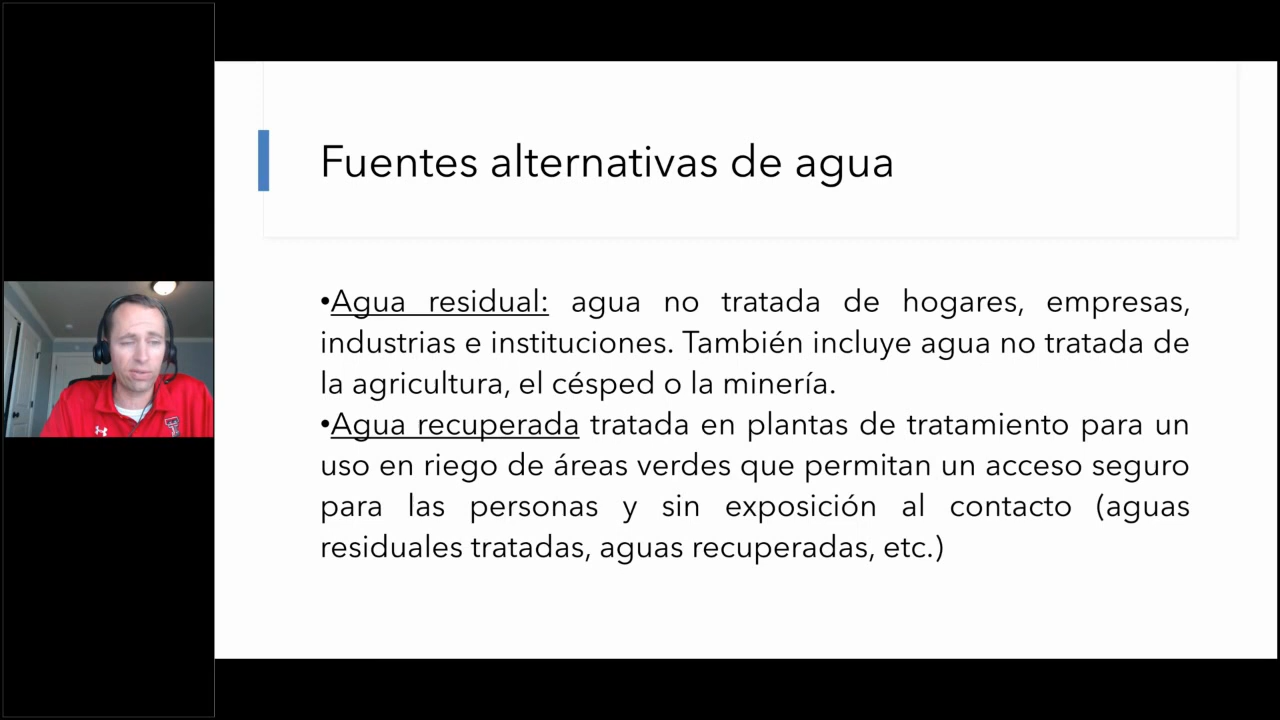 Fuentes alternativas de agua
•Agua residual: agua no tratada de hogares, empresas,
industrias e instituciones. También incluye agua no tratada de
la agricultura, el césped o la minería.
•Agua recuperada tratada en plantas de tratamiento para un
uso en riego de áreas verdes que permitan un acceso seguro
para las personas y sin exposición al contacto (aguas
residuales tratadas, aguas recuperadas, etc.)